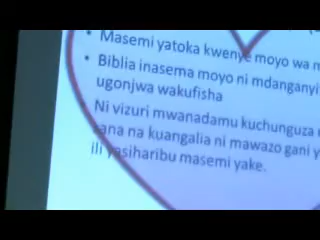 • Masemi yatoka kwenye moyo wa
• Biblia inasema moyo ni
ugonjwa wakufisha
• Ni vizuri mwanadamu kuchunguza
na kuangalia ni mawazo gani
ili yasiharibu masemi yake.